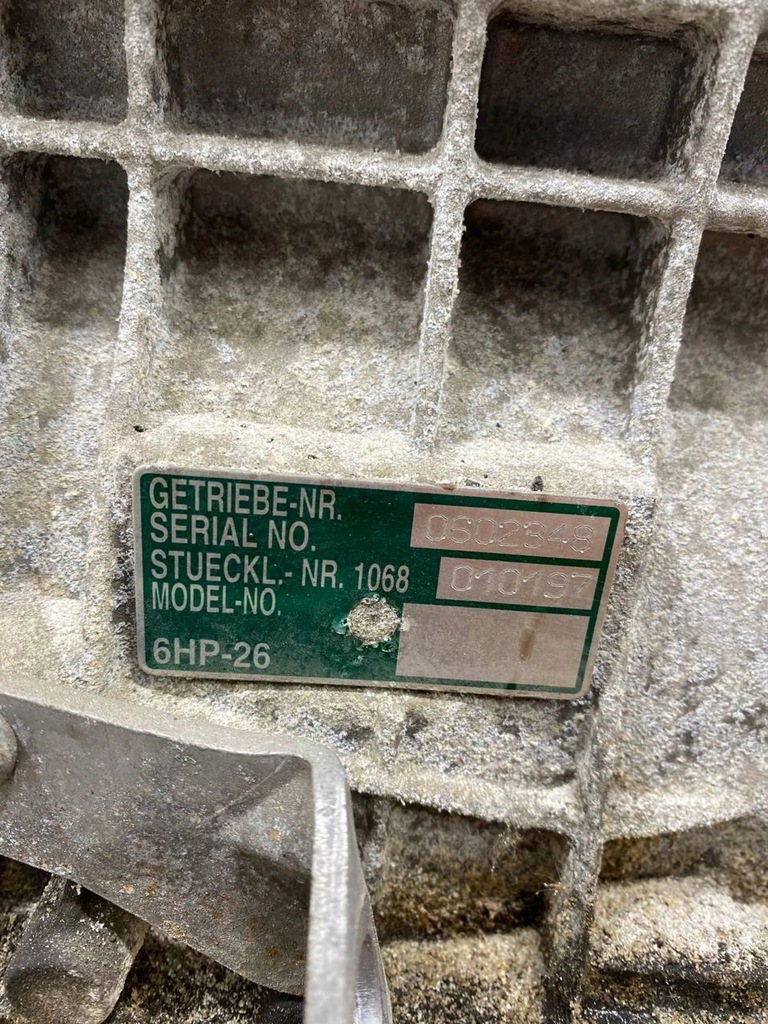 GETRIEBE-NR.
SERIAL NO. 0602348
STUECKL.- NR. 1068 010197
MODEL-NO.
6HP-26